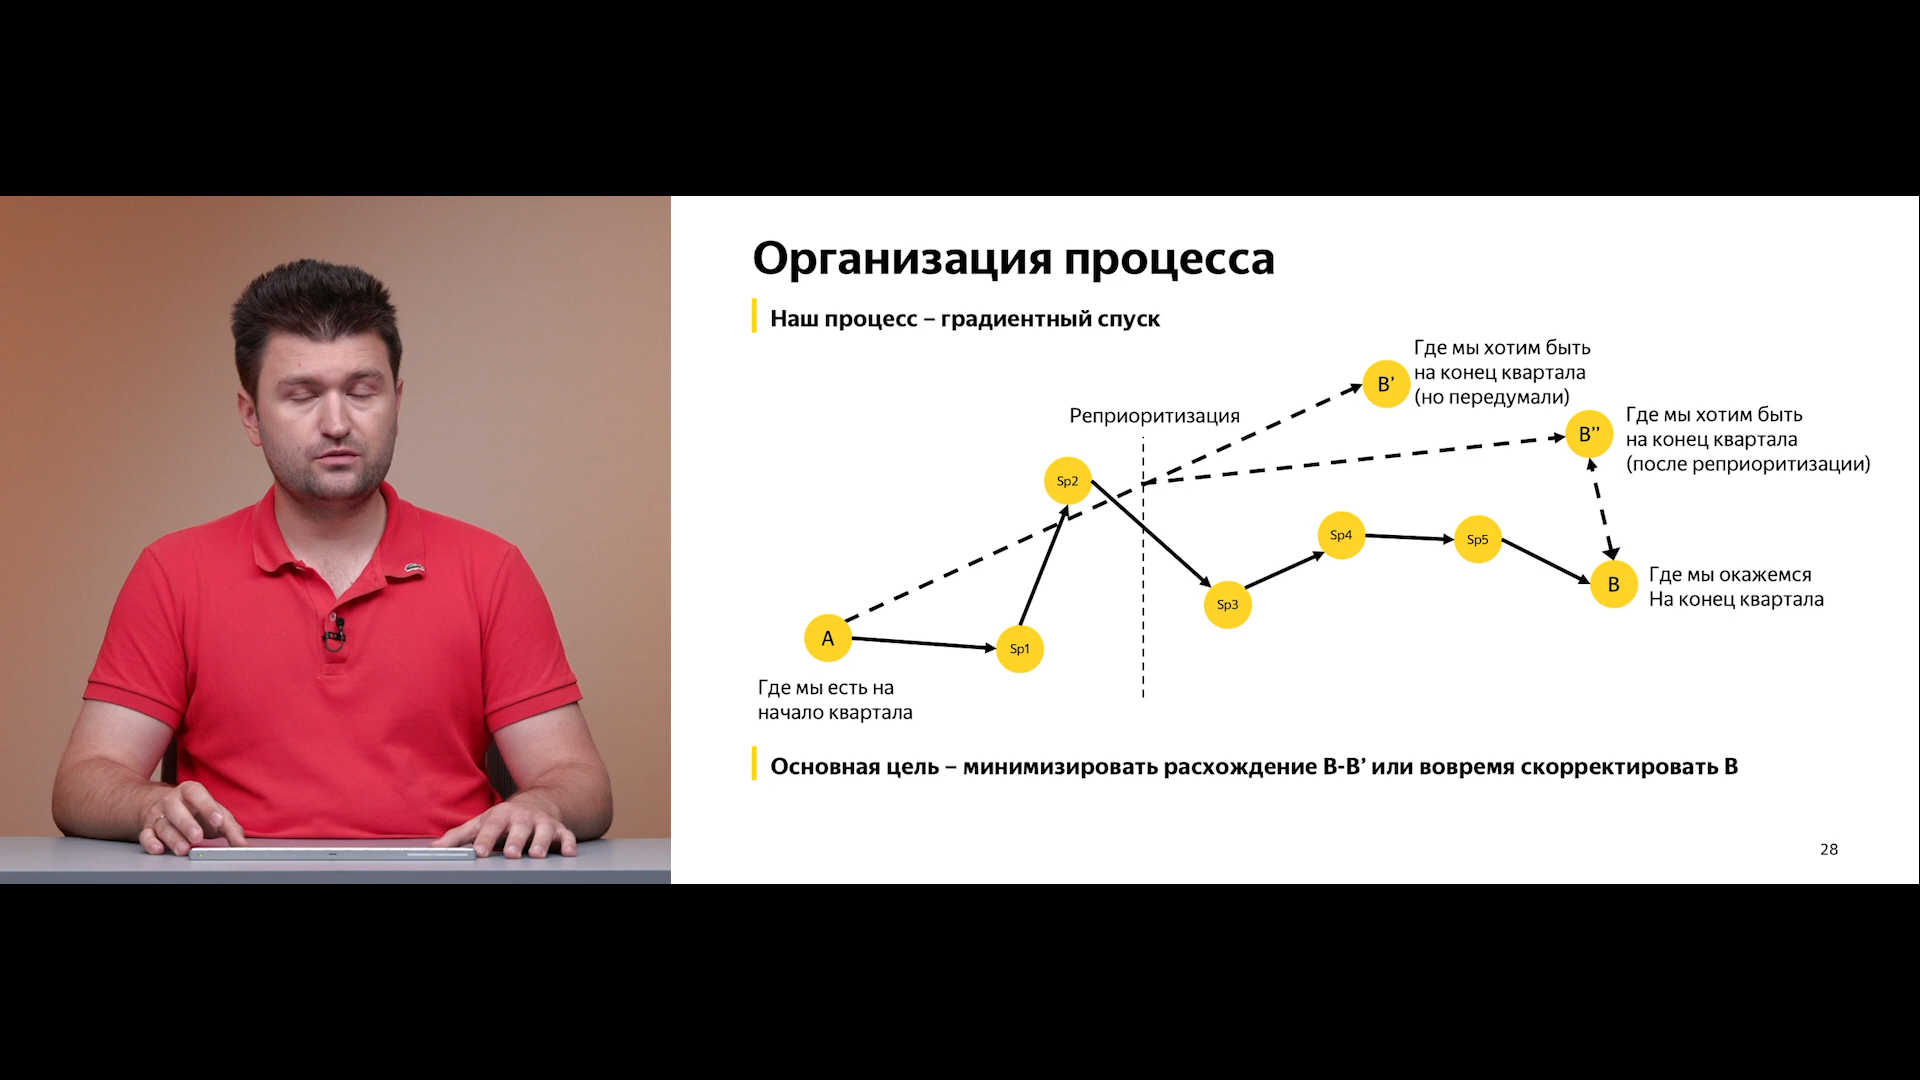 Организация процесса
Наш процесс – градиентный спуск
Где мы хотим быть
на конец квартала
(но передумали)
B’
Где мы хотим быть
на конец квартала
(после реприоритизации)
B’’
Реприоритизация
Sp2
Sp4
Sp5
Sp3
B
Где мы окажемся
На конец квартала
A
Sp1
Где мы есть на
начало квартала
Основная цель – минимизировать расхождение B-B’ или вовремя скорректировать B
28